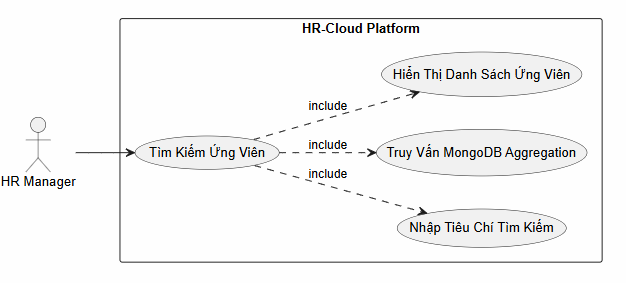 HR-Cloud Platform
Hiển Thị Danh Sách Ứng Viên
include
Tìm Kiếm Ứng Viên
include
Truy Vấn MongoDB Aggregation
include
HR Manager
Nhập Tiêu Chí Tìm Kiếm